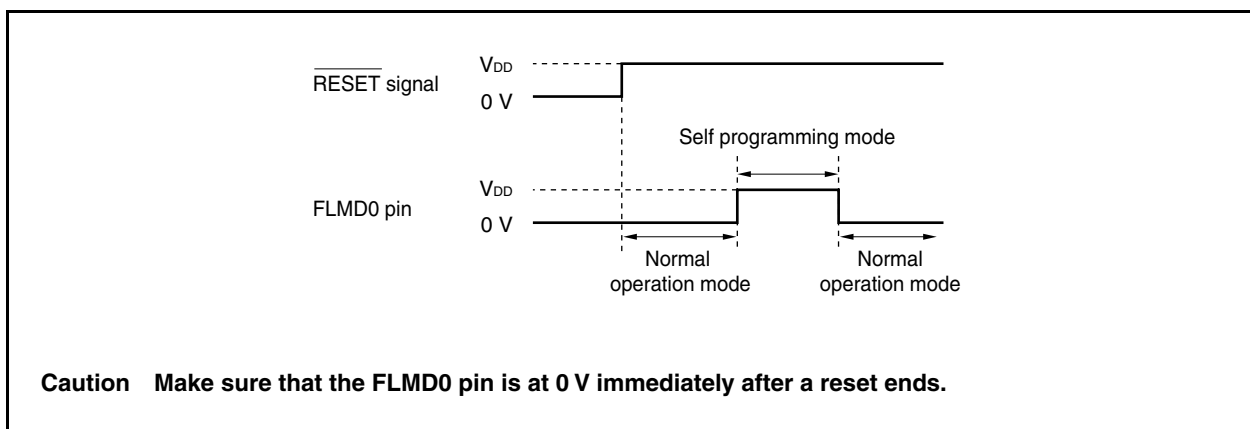 RESET signal
VDD
0 V
Self programming mode
FLMD0 pin
VDD
0 V
Normal
operation mode
Normal
operation mode
Caution Make sure that the FLMD0 pin is at 0 V immediately after a reset ends.